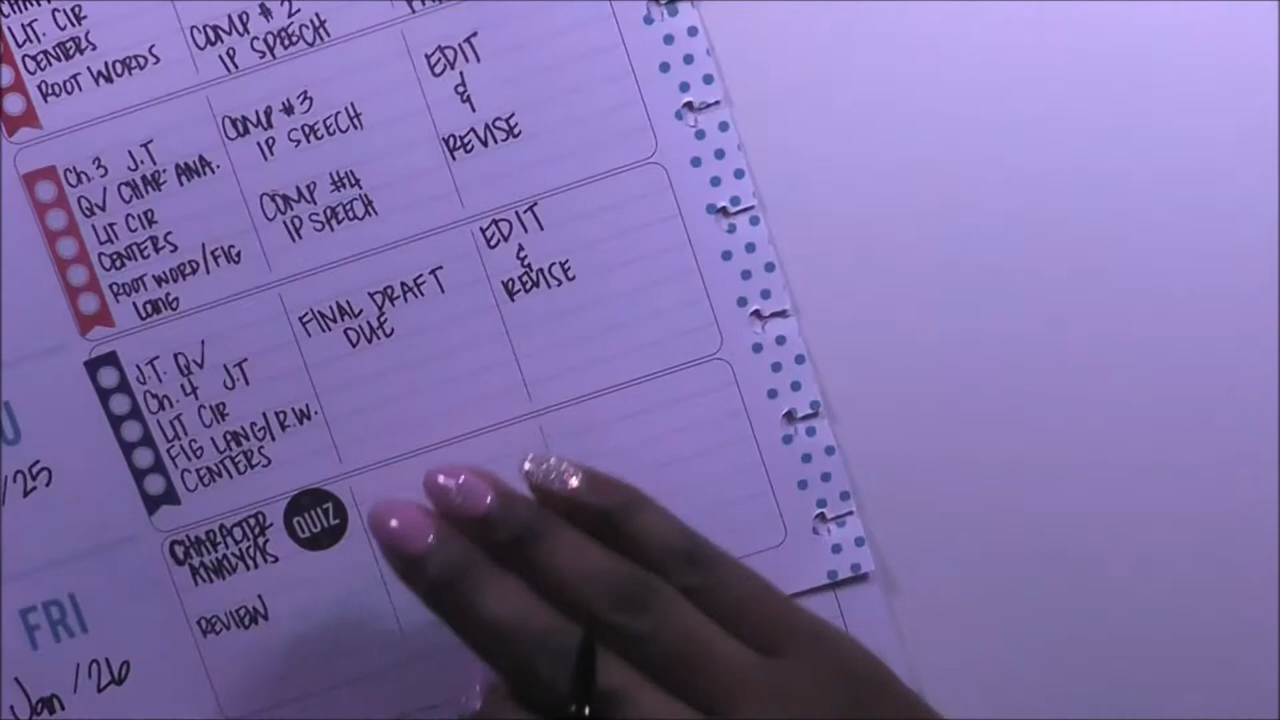 LIT. CIR
CENTERS
ROOT WORDS
COMP #2
IP SPEECH
Ch.3 J.T
QV CHAR ANA.
LIT CIR
CENTERS
ROOT WORD/FIG
LANG
COMP #3
IP SPEECH
COMP #4
IP SPEECH
EDIT
&
REVISE
J.T. QV
Ch.4 J.T
LIT CIR
FIG LANG/R.W.
CENTERS
FINAL DRAFT
DUE
EDIT
&
REVISE
U
/25
CHARACTER
ANALYSIS
QUIZ
REVIEW
FRI
Jan/26